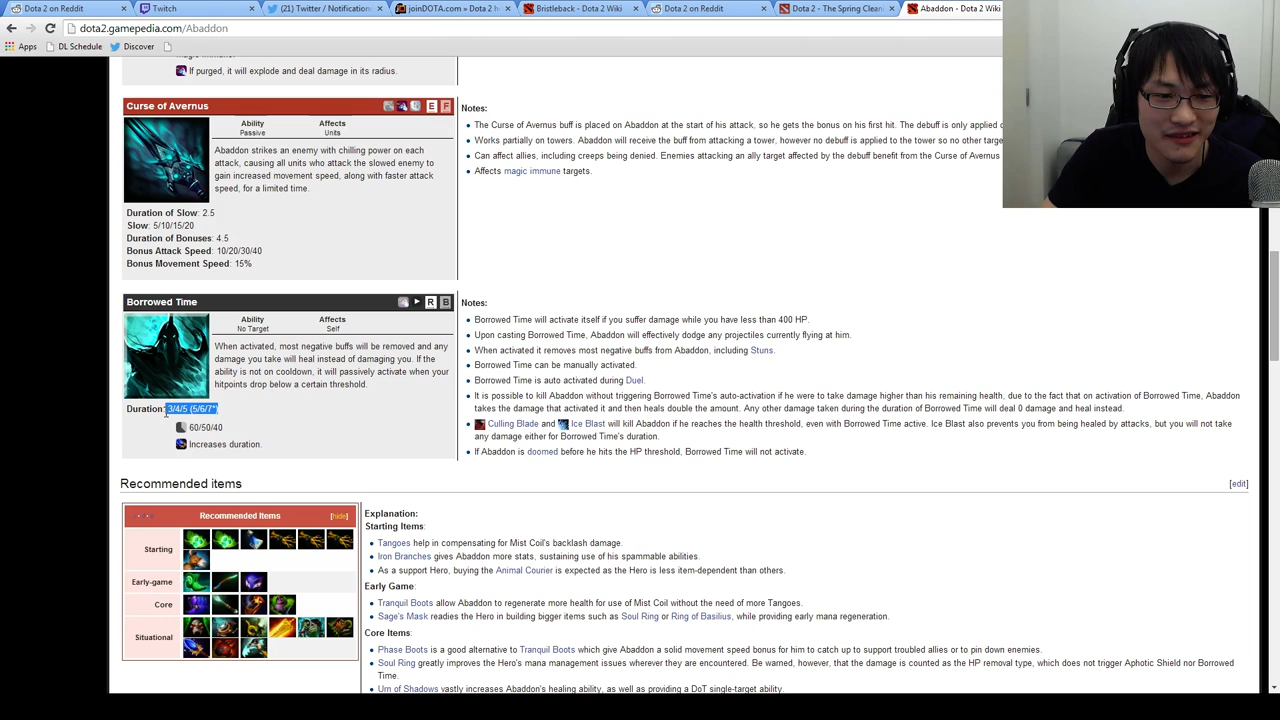 Dota 2 on Reddit
Twitch
(21) Twitter / Notification
joinDOTA.com » Dota 2 h
Bristleback - Dota 2 Wiki
Dota 2 on Reddit
Dota 2 - The Spring Clean
Abaddon - Dota 2 Wiki
dota2.gamepedia.com/Abaddon
Apps
DL Schedule
Discover
If purged, it will explode and deal damage in its radius.
Curse of Avernus
E F
Ability
Passive
Affects
Units
Abaddon strikes an enemy with chilling power on each
attack, causing all units who attack the slowed enemy to
gain increased movement speed, along with faster attack
speed, for a limited time.
Duration of Slow: 2.5
Slow: 5/10/15/20
Duration of Bonuses: 4.5
Bonus Attack Speed: 10/20/30/40
Bonus Movement Speed: 15%
Notes:
The Curse of Avernus buff is placed on Abaddon at the start of his attack, so he gets the bonus on his first hit. The debuff is only applied o
Works partially on towers. Abaddon will receive the buff from attacking a tower, however no debuff is applied to the tower so no other targe
Can affect allies, including creeps being denied. Enemies attacking an ally target affected by the debuff benefit from the Curse of Avernus
Affects magic immune targets.
Borrowed Time
R B
Ability
No Target
Affects
Self
When activated, most negative buffs will be removed and any
damage you take will heal instead of damaging you. If the
ability is not on cooldown, it will passively activate when your
hitpoints drop below a certain threshold.
Duration: 3/4/5 (5/6/7*)
60/50/40
Increases duration.
Notes:
Borrowed Time will activate itself if you suffer damage while you have less than 400 HP.
Upon casting Borrowed Time, Abaddon will effectively dodge any projectiles currently flying at him.
When activated it removes most negative buffs from Abaddon, including Stuns.
Borrowed Time can be manually activated.
Borrowed Time is auto activated during Duel.
It is possible to kill Abaddon without triggering Borrowed Time's auto-activation if he were to take damage higher than his remaining health, due to the fact that on activation of Borrowed Time, Abaddon
takes the damage that activated it and then heals double the amount. Any other damage taken during the duration of Borrowed Time will deal 0 damage and heal instead.
Culling Blade and Ice Blast will kill Abaddon if he reaches the health threshold, even with Borrowed Time active. Ice Blast also prevents you from being healed by attacks, but you will not take
any damage either for Borrowed Time's duration.
If Abaddon is doomed before he hits the HP threshold, Borrowed Time will not activate.
Recommended items
[edit]
Recommended Items
[hide]
Starting
Early-game
Core
Situational
Explanation:
Starting Items:
Tangoes help in compensating for Mist Coil's backlash damage.
Iron Branches gives Abaddon more stats, sustaining use of his spammable abilities.
As a support Hero, buying the Animal Courier is expected as the Hero is less item-dependent than others.
Early Game:
Tranquil Boots allow Abaddon to regenerate more health for use of Mist Coil without the need of more Tangoes.
Sage's Mask readies the Hero in building bigger items such as Soul Ring or Ring of Basilius, while providing early mana regeneration.
Core Items:
Phase Boots is a good alternative to Tranquil Boots which give Abaddon a solid movement speed bonus for him to catch up to support troubled allies or to pin down enemies.
Soul Ring greatly improves the Hero's mana management issues wherever they are encountered. Be warned, however, that the damage is counted as the HP removal type, which does not trigger Aphotic Shield nor Borrowed
Time.
Urn of Shadows vastly increases Abaddon's healing ability, as well as providing a DoT single-target ability.